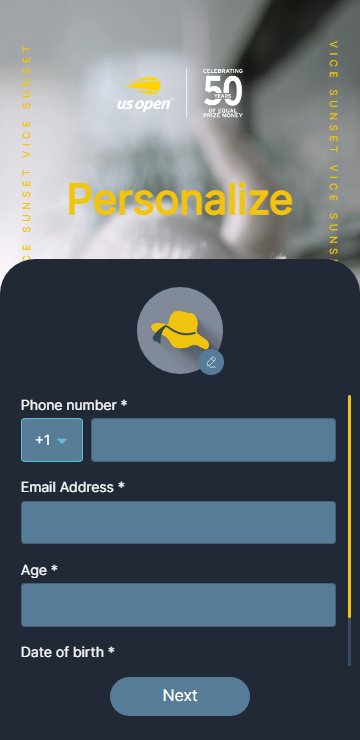 VICE SUNSET VICE SUNSET
VICE SUNSET VICE SUNSET
us open
CELEBRATING
50
YEARS
OF EQUAL
PRIZE MONEY
Personalize
Phone number *
+1
Email Address *
Age *
Date of birth *
Next